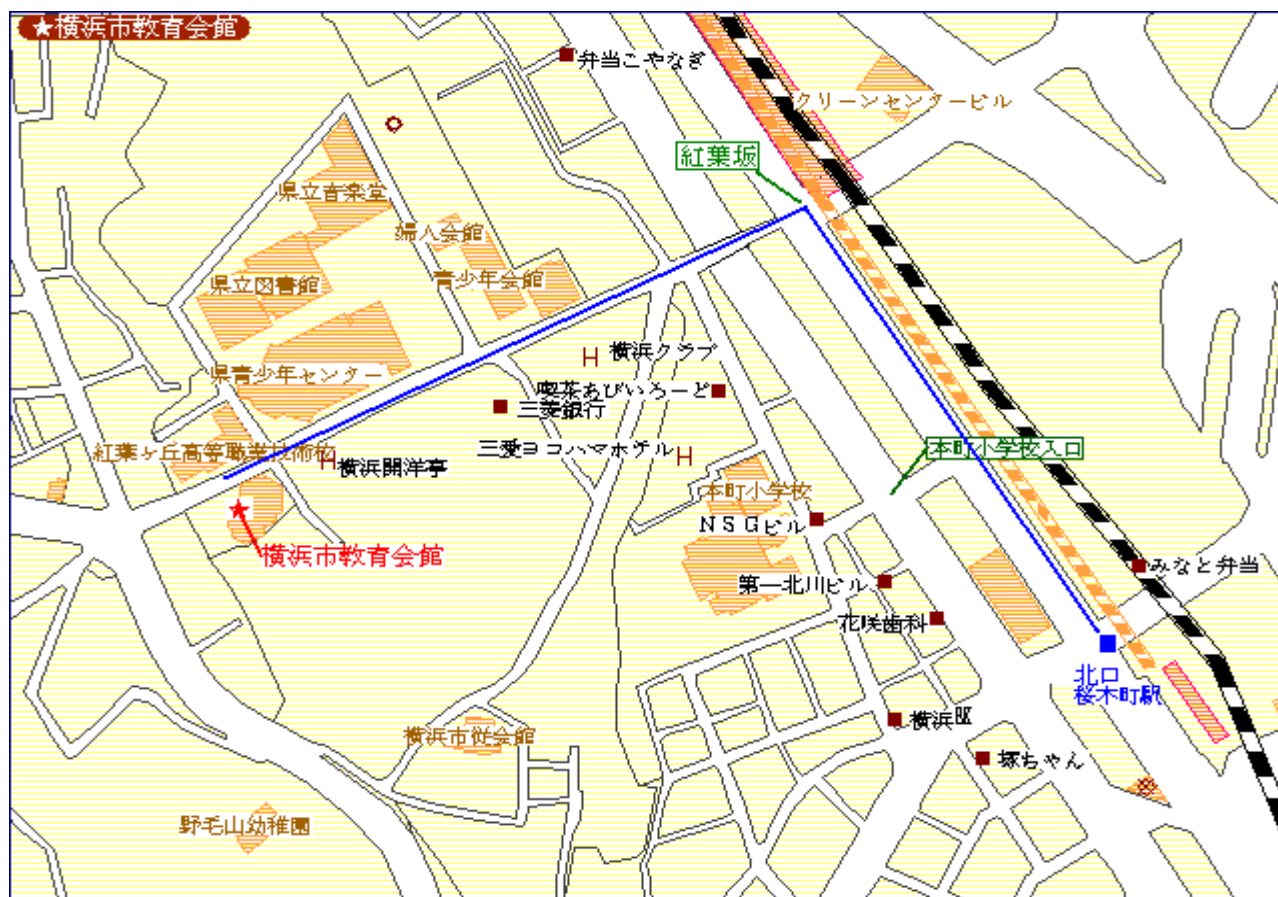 ★横浜市教育会館
弁当こやなぎ
クリーンセンタービル
紅葉坂
県立音楽堂
婦人会館
青少年会館
県立図書館
横浜クラブ
県青少年センター
喫茶あびいろーど
三菱銀行
本町小学校入口
三愛ヨコハマホテル
紅葉ヶ丘高等職業技術校
横浜開洋亭
本町小学校
NSGビル
横浜市教育会館
みなと弁当
第一北川ビル
花咲歯科
北口
桜木町駅
横浜
横浜市従会館
塚ちゃん
野毛山幼稚園